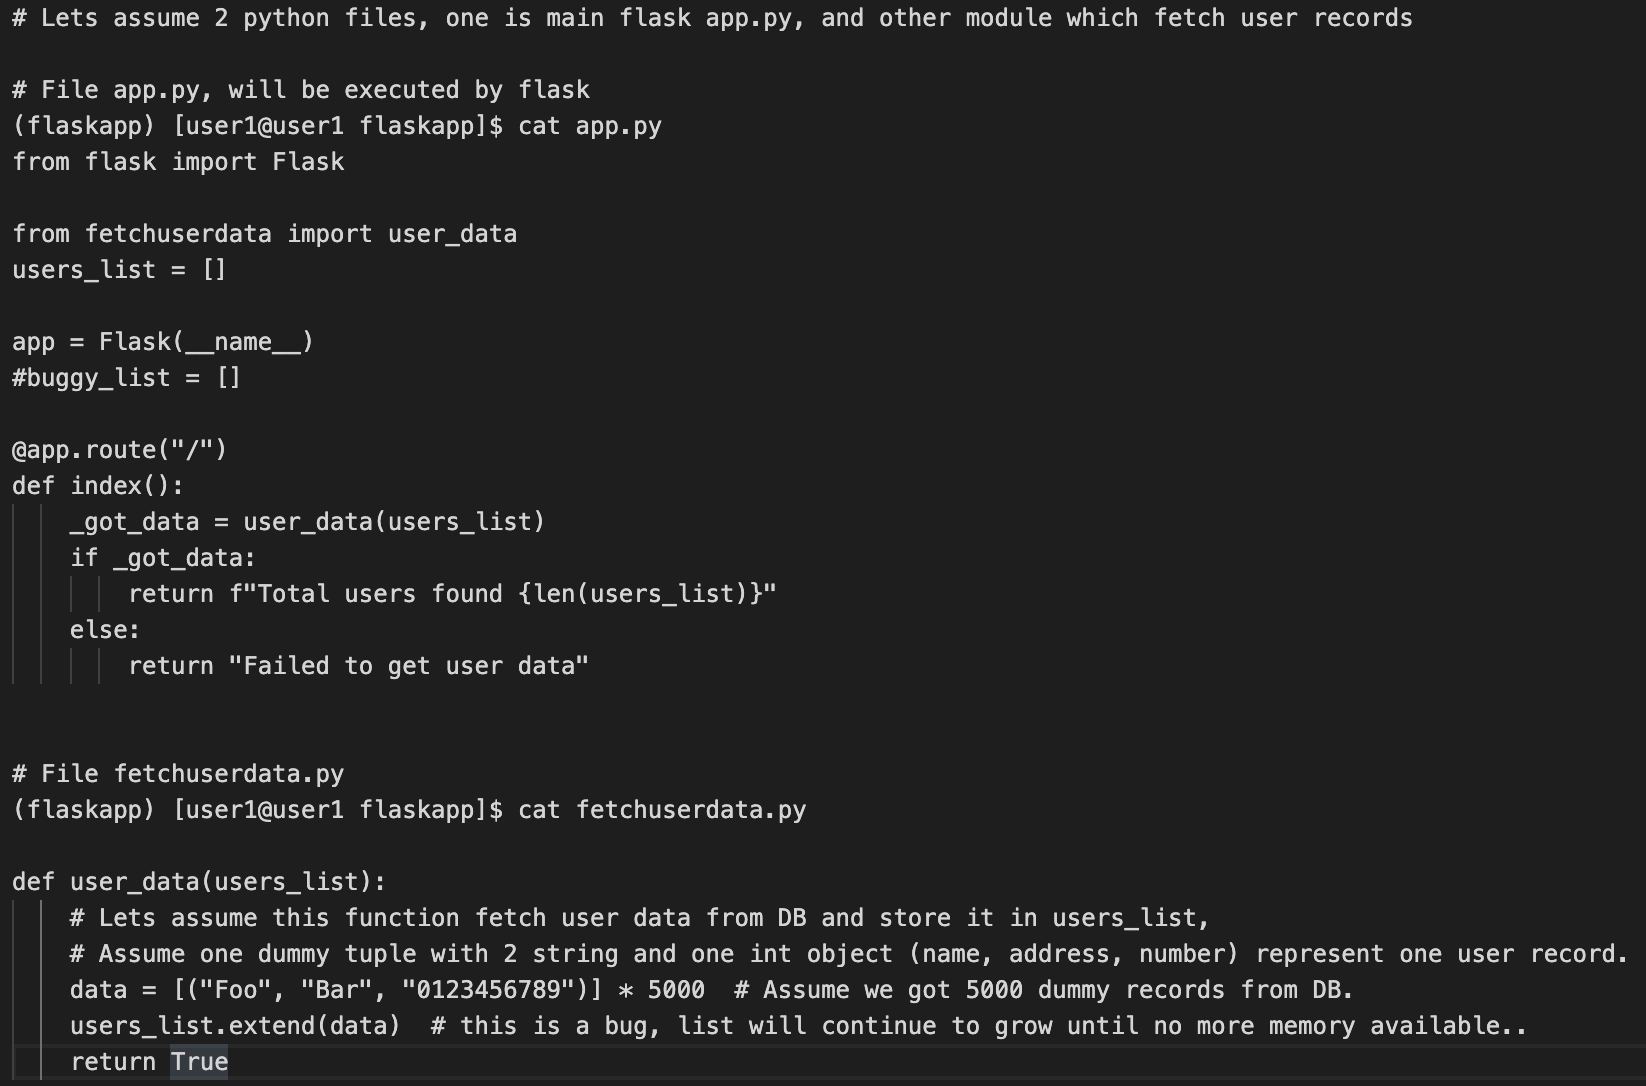 # Lets assume 2 python files, one is main flask app.py, and other module which fetch user records
# File app.py, will be executed by flask
(flaskapp) [user1@user1 flaskapp]$ cat app.py
from flask import Flask
from fetchuserdata import user_data
users_list = []
app = Flask(__name__)
#buggy_list = []
@app.route("/")
def index():
    _got_data = user_data(users_list)
    if _got_data:
        return f"Total users found {len(users_list)}"
    else:
        return "Failed to get user data"
# File fetchuserdata.py
(flaskapp) [user1@user1 flaskapp]$ cat fetchuserdata.py
def user_data(users_list):
    # Lets assume this function fetch user data from DB and store it in users_list,
    # Assume one dummy tuple with 2 string and one int object (name, address, number) represent one user record.
    data = [("Foo", "Bar", "0123456789")] * 5000  # Assume we got 5000 dummy records from DB.
    users_list.extend(data)  # this is a bug, list will continue to grow until no more memory available..
    return True